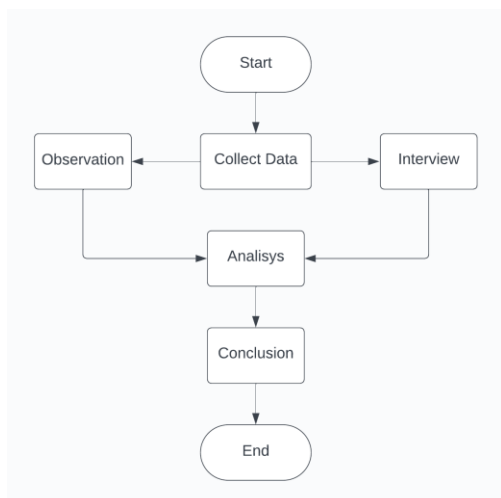 Start
Observation
Collect Data
Interview
Analisys
Conclusion
End